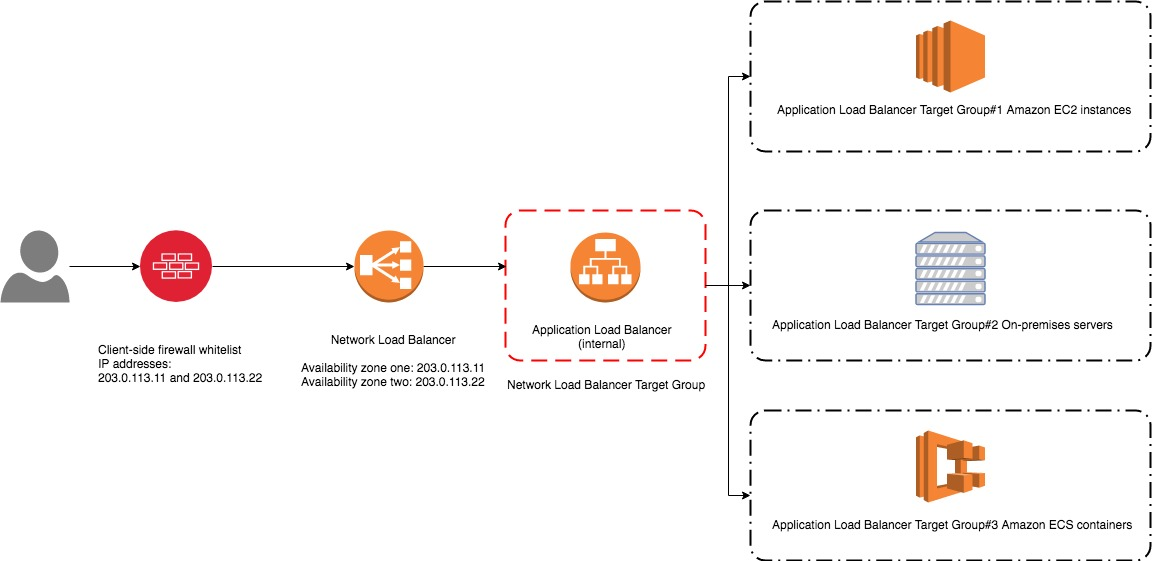 Application Load Balancer Target Group#1 Amazon EC2 instances
Client-side firewall whitelist
IP addresses:
203.0.113.11 and 203.0.113.22
Network Load Balancer
Availability zone one: 203.0.113.11
Availability zone two: 203.0.113.22
Application Load Balancer
(internal)
Network Load Balancer Target Group
Application Load Balancer Target Group#2 On-premises servers
Application Load Balancer Target Group#3 Amazon ECS containers